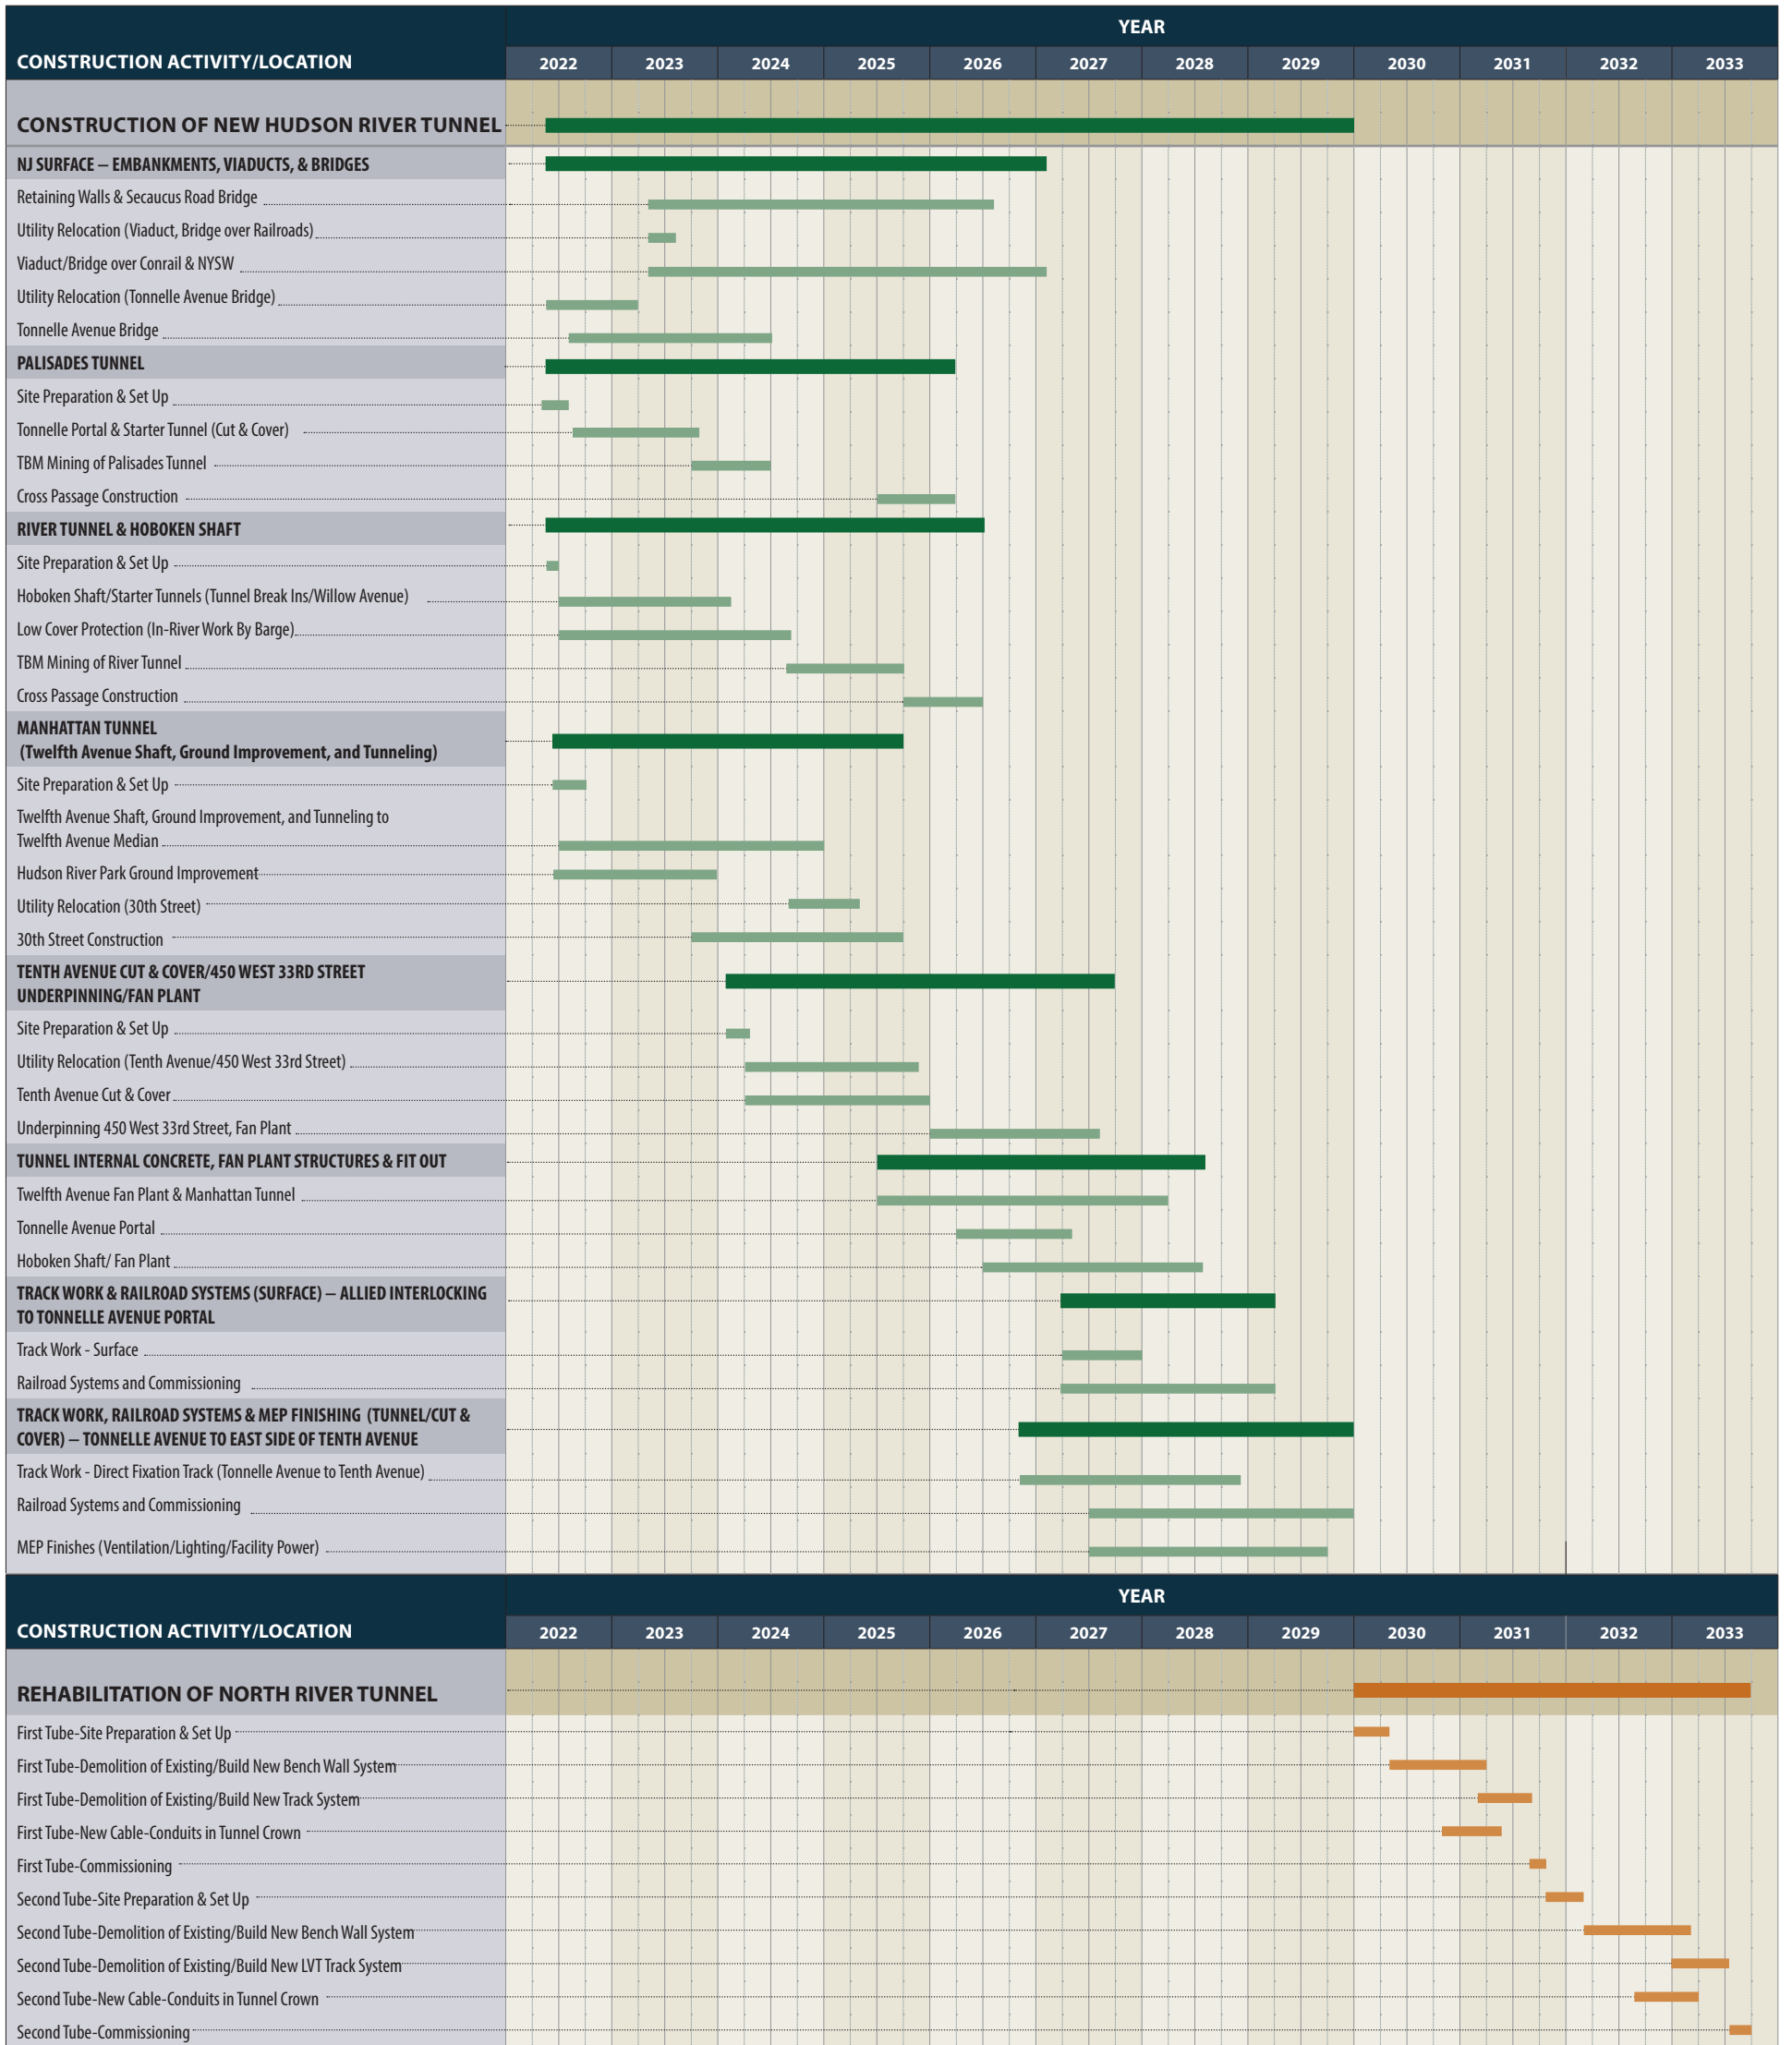 YEAR
CONSTRUCTION ACTIVITY/LOCATION
2022 2023 2024 2025 2026 2027 2028 2029 2030 2031 2032 2033
CONSTRUCTION OF NEW HUDSON RIVER TUNNEL
NJ SURFACE – EMBANKMENTS, VIADUCTS, & BRIDGES
Retaining Walls & Secaucus Road Bridge
Utility Relocation (Viaduct, Bridge over Railroads)
Viaduct/Bridge over Conrail & NYSW
Utility Relocation (Tonnelle Avenue Bridge)
Tonnelle Avenue Bridge
PALISADES TUNNEL
Site Preparation & Set Up
Tonnelle Portal & Starter Tunnel (Cut & Cover)
TBM Mining of Palisades Tunnel
Cross Passage Construction
RIVER TUNNEL & HOBOKEN SHAFT
Site Preparation & Set Up
Hoboken Shaft/Starter Tunnels (Tunnel Break Ins/Willow Avenue)
Low Cover Protection (In-River Work By Barge)
TBM Mining of River Tunnel
Cross Passage Construction
MANHATTAN TUNNEL
(Twelfth Avenue Shaft, Ground Improvement, and Tunneling)
Site Preparation & Set Up
Twelfth Avenue Shaft, Ground Improvement, and Tunneling to
Twelfth Avenue Median
Hudson River Park Ground Improvement
Utility Relocation (30th Street)
30th Street Construction
TENTH AVENUE CUT & COVER/450 WEST 33RD STREET
UNDERPINNING/FAN PLANT
Site Preparation & Set Up
Utility Relocation (Tenth Avenue/450 West 33rd Street)
Tenth Avenue Cut & Cover
Underpinning 450 West 33rd Street, Fan Plant
TUNNEL INTERNAL CONCRETE, FAN PLANT STRUCTURES & FIT OUT
Twelfth Avenue Fan Plant & Manhattan Tunnel
Tonnelle Avenue Portal
Hoboken Shaft/ Fan Plant
TRACK WORK & RAILROAD SYSTEMS (SURFACE) – ALLIED INTERLOCKING
TO TONNELLE AVENUE PORTAL
Track Work - Surface
Railroad Systems and Commissioning
TRACK WORK, RAILROAD SYSTEMS & MEP FINISHING (TUNNEL/CUT &
COVER) – TONNELLE AVENUE TO EAST SIDE OF TENTH AVENUE
Track Work - Direct Fixation Track (Tonnelle Avenue to Tenth Avenue)
Railroad Systems and Commissioning
MEP Finishes (Ventilation/Lighting/Facility Power)
YEAR
CONSTRUCTION ACTIVITY/LOCATION
2022 2023 2024 2025 2026 2027 2028 2029 2030 2031 2032 2033
REHABILITATION OF NORTH RIVER TUNNEL
First Tube-Site Preparation & Set Up
First Tube-Demolition of Existing/Build New Bench Wall System
First Tube-Demolition of Existing/Build New Track System
First Tube-New Cable-Conduits in Tunnel Crown
First Tube-Commissioning
Second Tube-Site Preparation & Set Up
Second Tube-Demolition of Existing/Build New Bench Wall System
Second Tube-Demolition of Existing/Build New LVT Track System
Second Tube-New Cable-Conduits in Tunnel Crown
Second Tube-Commissioning